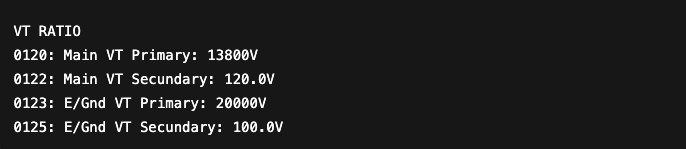 VT RATIO
0120: Main VT Primary: 13800V
0122: Main VT Secundary: 120.0V
0123: E/Gnd VT Primary: 20000V
0125: E/Gnd VT Secundary: 100.0V